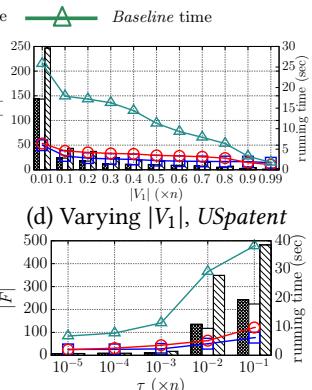 e Baseline time
250
200
150
100
50
0
30
25
20
15
10
5
0
running time (sec)
0.01 0.1 0.2 0.3 0.4 0.5 0.6 0.7 0.8 0.9 0.99
|V₁| (×n)
(d) Varying |V₁|, USpatent
500
400
300
200
100
0
|F|
40
30
20
10
0
running time (sec)
10⁻⁵ 10⁻⁴ 10⁻³ 10⁻² 10⁻¹
τ (×n)